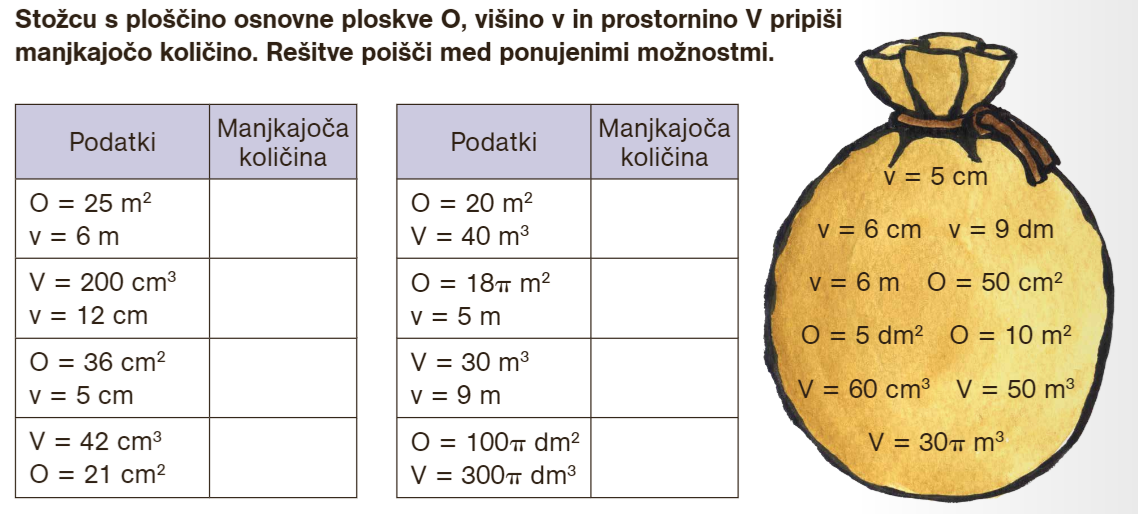 Stožcu s ploščino osnovne ploskve O, višino v in prostornino V pripiši
manjkajočo količino. Rešitve poišči med ponujenimi možnostmi.
Podatki
Manjkajoča
količina
O = 25 m²
v = 6 m
V = 200 cm³
v = 12 cm
O = 36 cm²
v = 5 cm
V = 42 cm³
O = 21 cm²
Podatki
Manjkajoča
količina
O = 20 m²
V = 40 m³
O = 18π m²
v = 5 m
V = 30 m³
v = 9 m
O = 100π dm²
V = 300π dm³
v = 5 cm
v = 6 cm v = 9 dm
v = 6 m O = 50 cm²
O = 5 dm² O = 10 m²
V = 60 cm³ V = 50 m³
V = 30π m³